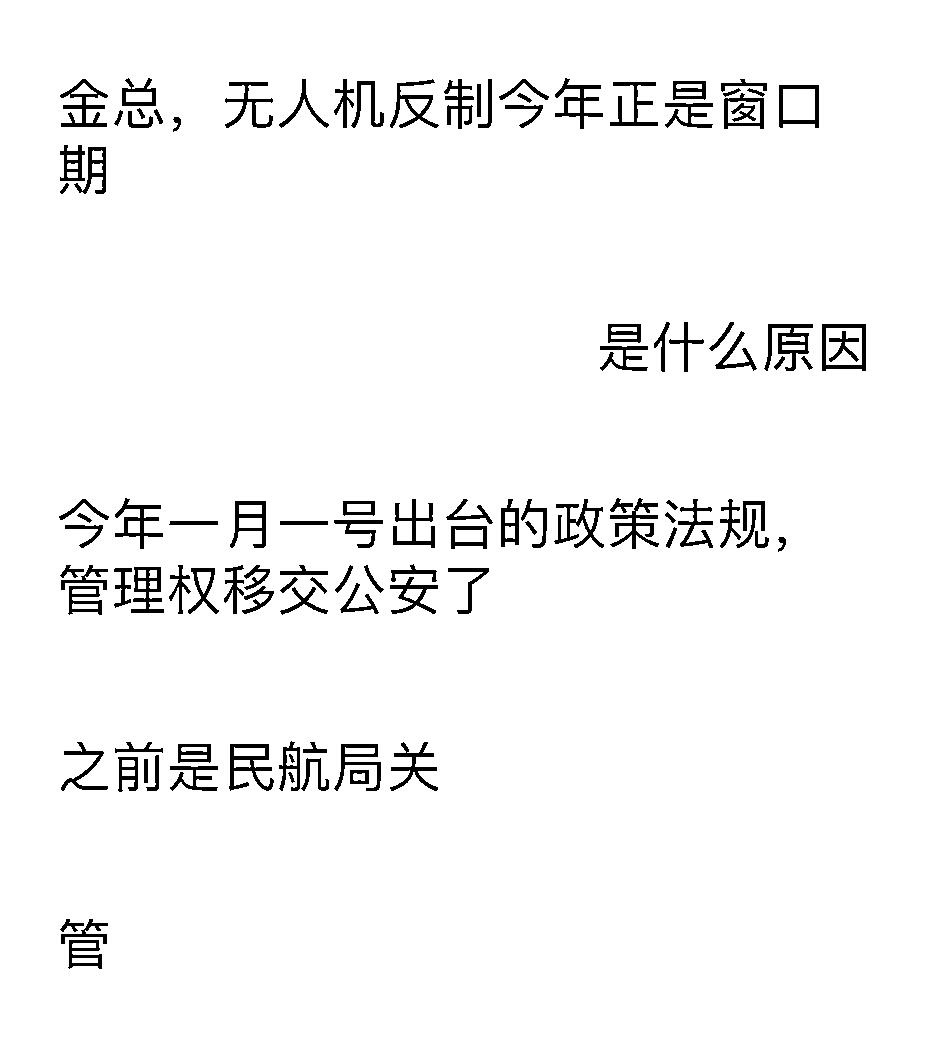 金总，无人机反制今年正是窗口
期
是什么原因
今年一月一号出台的政策法规，
管理权移交公安了
之前是民航局关
管